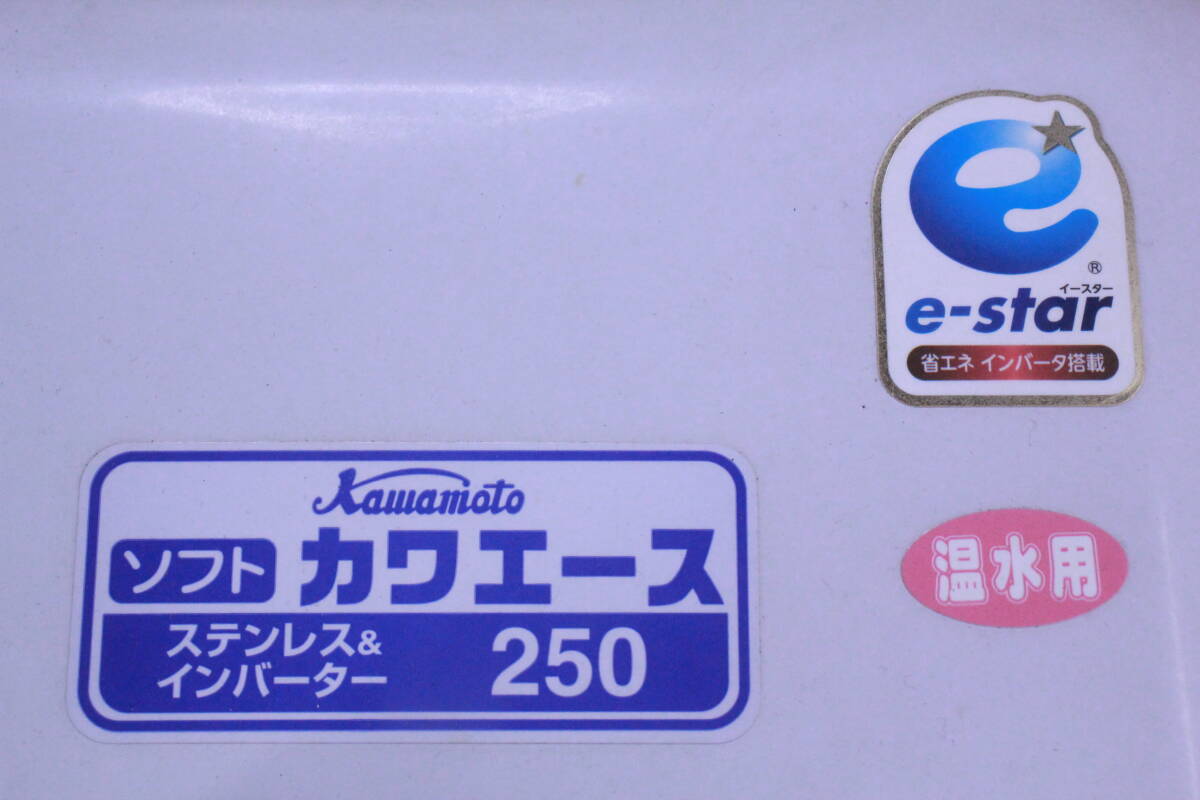 e
®
イースター
e-star
省エネ インバータ搭載
Kawamoto
ソフト カワエース
ステンレス&
インバーター
250
温水用